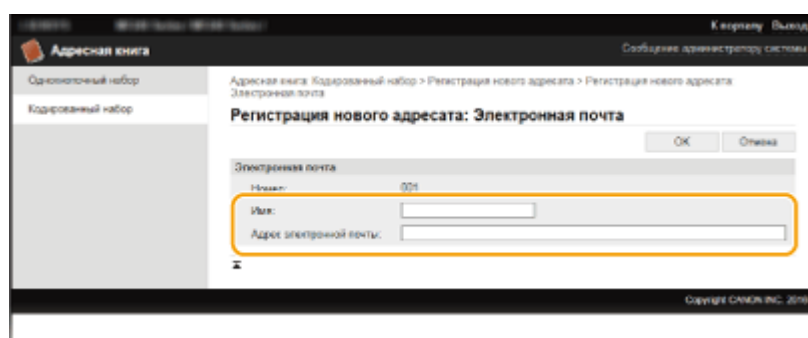 К порталу Выход
Адресная книга
Сообщение администратору системы
Однокнопочный набор
Кодированный набор
Адресная книга: Кодированный набор > Регистрация нового адресата > Регистрация нового адресата:
Электронная почта
Регистрация нового адресата: Электронная почта
OK Отмена
Электронная почта
Номер: 001
Имя:
Адрес электронной почты:
Copyright CANON INC.